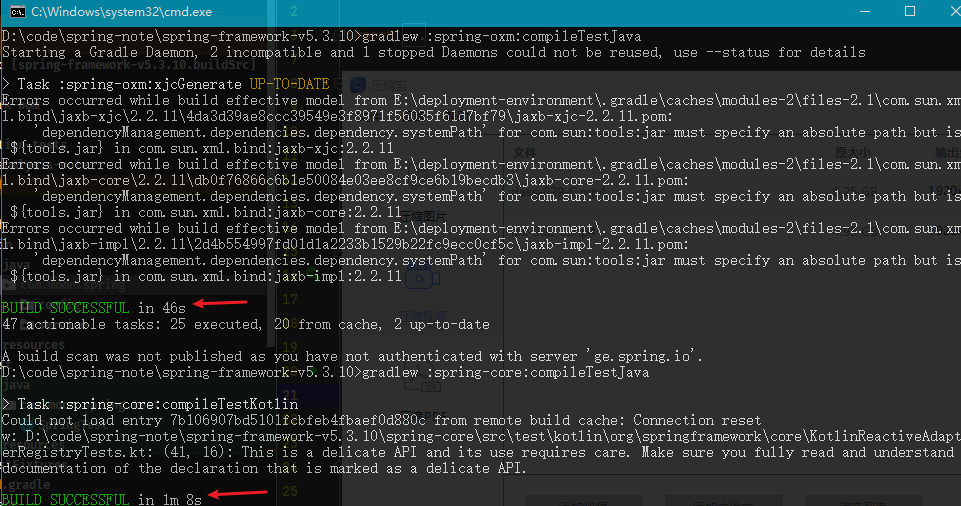 C:\Windows\system32\cmd.exe
D:\code\spring-note\spring-framework-v5.3.10>gradlew :spring-oxm:compileTestJava
Starting a Gradle Daemon, 2 incompatible and 1 stopped Daemons could not be reused, use --status for details
[spring-framework-v5.3.10.buildSrc]
> Task :spring-oxm:xjcGenerate UP-TO-DATE
Errors occurred while build effective model from E:\deployment-environment\.gradle\caches\modules-2\files-2.1\com.sun.xm
l.bind\jaxb-xjc\2.2.11\4da3d39ae8ccc39549e3f8971f56035f61d7bf79\jaxb-xjc-2.2.11.pom:
'dependencyManagement.dependencies.dependency.systemPath' for com.sun:tools:jar must specify an absolute path but is
${tools.jar} in com.sun.xml.bind:jaxb-xjc:2.2.11
Errors occurred while build effective model from E:\deployment-environment\.gradle\caches\modules-2\files-2.1\com.sun.xm
l.bind\jaxb-core\2.2.11\db0f76866c6b1e50084e03ee8cf9ce6b19becdb3\jaxb-core-2.2.11.pom:
'dependencyManagement.dependencies.dependency.systemPath' for com.sun:tools:jar must specify an absolute path but is
${tools.jar} in com.sun.xml.bind:jaxb-core:2.2.11
Errors occurred while build effective model from E:\deployment-environment\.gradle\caches\modules-2\files-2.1\com.sun.xm
l.bind\jaxb-impl\2.2.11\2d4b554997fd01d1a2233b1529b22fc9ecc0cf5c\jaxb-impl-2.2.11.pom:
'dependencyManagement.dependencies.dependency.systemPath' for com.sun:tools:jar must specify an absolute path but is
${tools.jar} in com.sun.xml.bind:jaxb-impl:2.2.11
BUILD SUCCESSFUL in 46s
47 actionable tasks: 25 executed, 20 from cache, 2 up-to-date
A build scan was not published as you have not authenticated with server 'ge.spring.io'.
D:\code\spring-note\spring-framework-v5.3.10>gradlew :spring-core:compileTestJava
> Task :spring-core:compileTestKotlin
Could not load entry 7b106907bd5101fcbfeb4fbaef0d880c from remote build cache: Connection reset
w: D:\code\spring-note\spring-framework-v5.3.10\spring-core\src\test\kotlin\org\springframework\core\KotlinReactiveAdapt
erRegistryTests.kt: (41, 16): This is a delicate API and its use requires care. Make sure you fully read and understand
documentation of the declaration that is marked as a delicate API.
BUILD SUCCESSFUL in 1m 8s